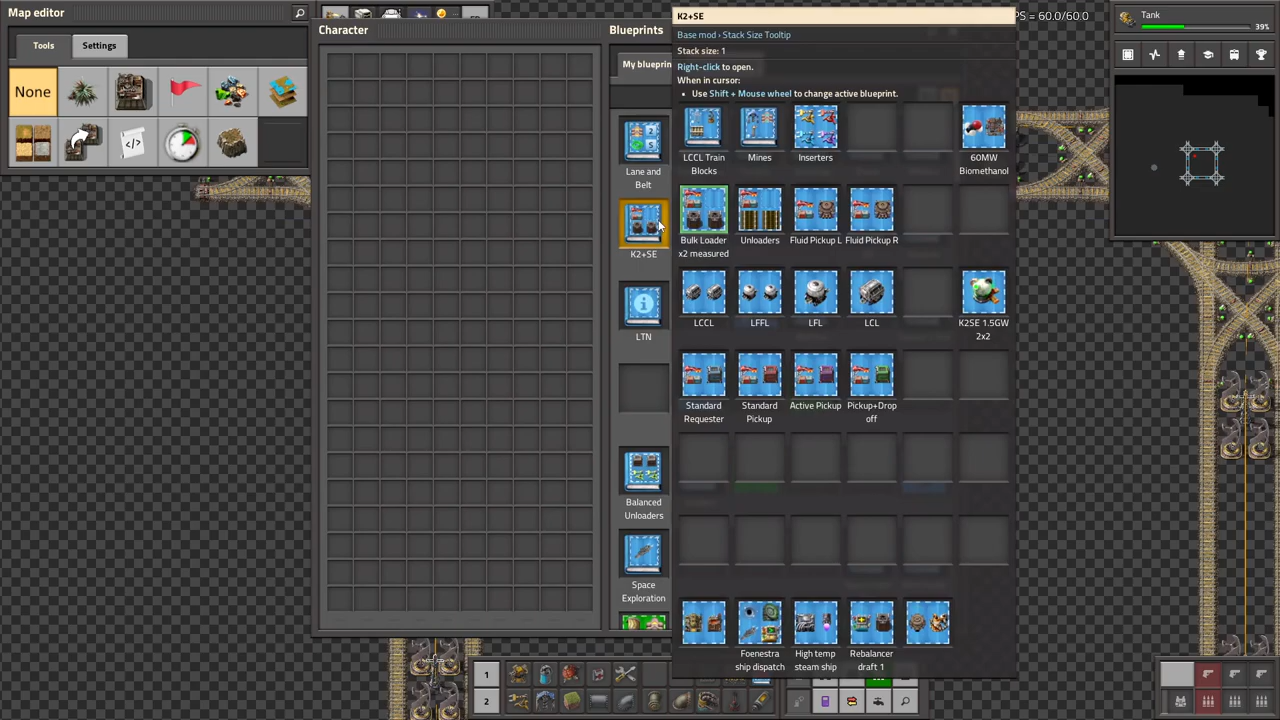 Map editor
Tools
Settings
None
Character
Blueprints
My blueprin
Lane and
Belt
K2+SE
LTN
Balanced
Unloaders
Space
Exploration
K2+SE
Base mod › Stack Size Tooltip
Stack size: 1
Right-click to open.
When in cursor:
• Use Shift + Mouse wheel to change active blueprint.
LCCL Train
Blocks
Mines
Inserters
60MW
Biomethanol
Bulk Loader
x2 measured
Unloaders
Fluid Pickup L
Fluid Pickup R
LCCL
LFFL
LFL
LCL
K2SE 1.5GW
2x2
Standard
Requester
Standard
Pickup
Active Pickup
Pickup+Drop
off
Foenestra
ship dispatch
High temp
steam ship
Rebalancer
draft 1
PS = 60.0/60.0
Tank
39%
1
2